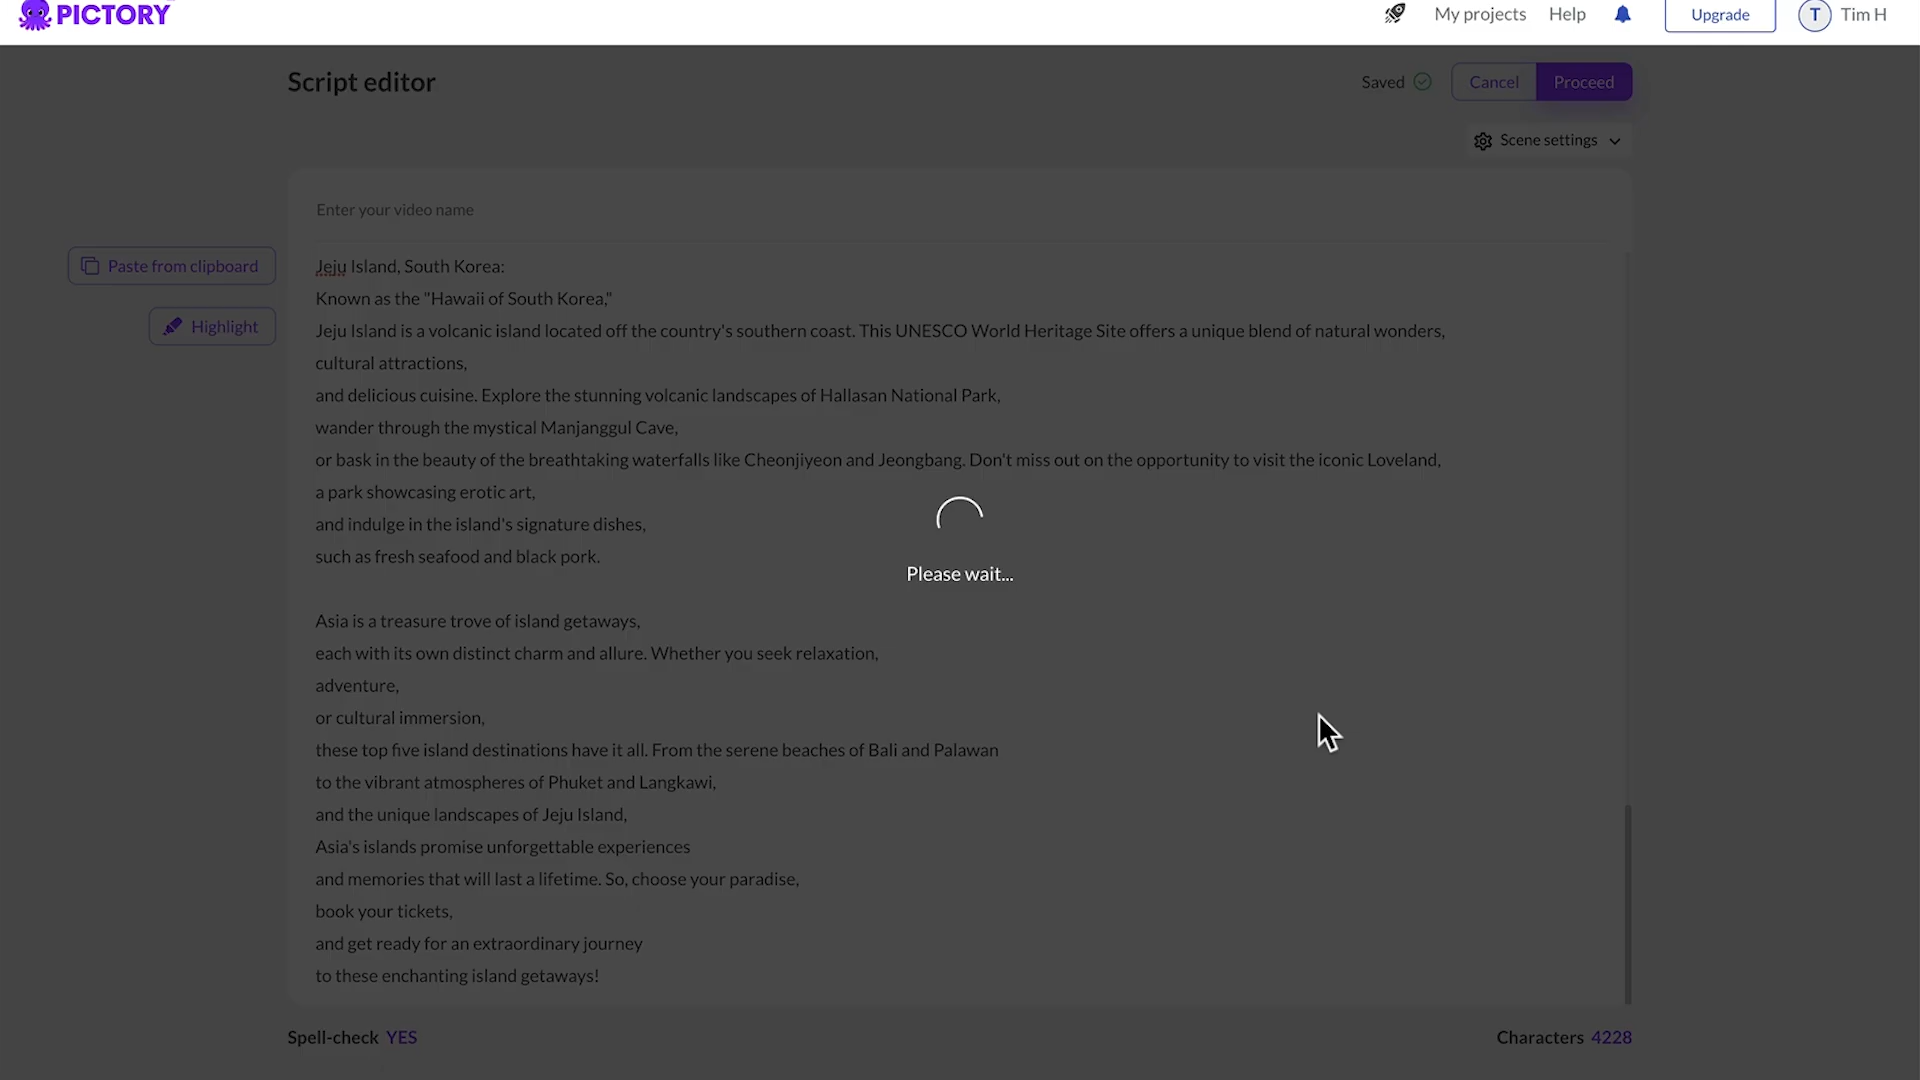 PICTORY
My projects
Help
Upgrade
T
Tim H
Script editor
Saved
Cancel
Proceed
Scene settings
Enter your video name
Paste from clipboard
Highlight
Jeju Island, South Korea:
Known as the "Hawaii of South Korea,"
Jeju Island is a volcanic island located off the country's southern coast. This UNESCO World Heritage Site offers a unique blend of natural wonders,
cultural attractions,
and delicious cuisine. Explore the stunning volcanic landscapes of Hallasan National Park,
wander through the mystical Manjanggul Cave,
or bask in the beauty of the breathtaking waterfalls like Cheonjiyeon and Jeongbang. Don't miss out on the opportunity to visit the iconic Loveland,
a park showcasing erotic art,
and indulge in the island's signature dishes,
such as fresh seafood and black pork.
Please wait...
Asia is a treasure trove of island getaways,
each with its own distinct charm and allure. Whether you seek relaxation,
adventure,
or cultural immersion,
these top five island destinations have it all. From the serene beaches of Bali and Palawan
to the vibrant atmospheres of Phuket and Langkawi,
and the unique landscapes of Jeju Island,
Asia's islands promise unforgettable experiences
and memories that will last a lifetime. So, choose your paradise,
book your tickets,
and get ready for an extraordinary journey
to these enchanting island getaways!
Spell-check YES
Characters 4228